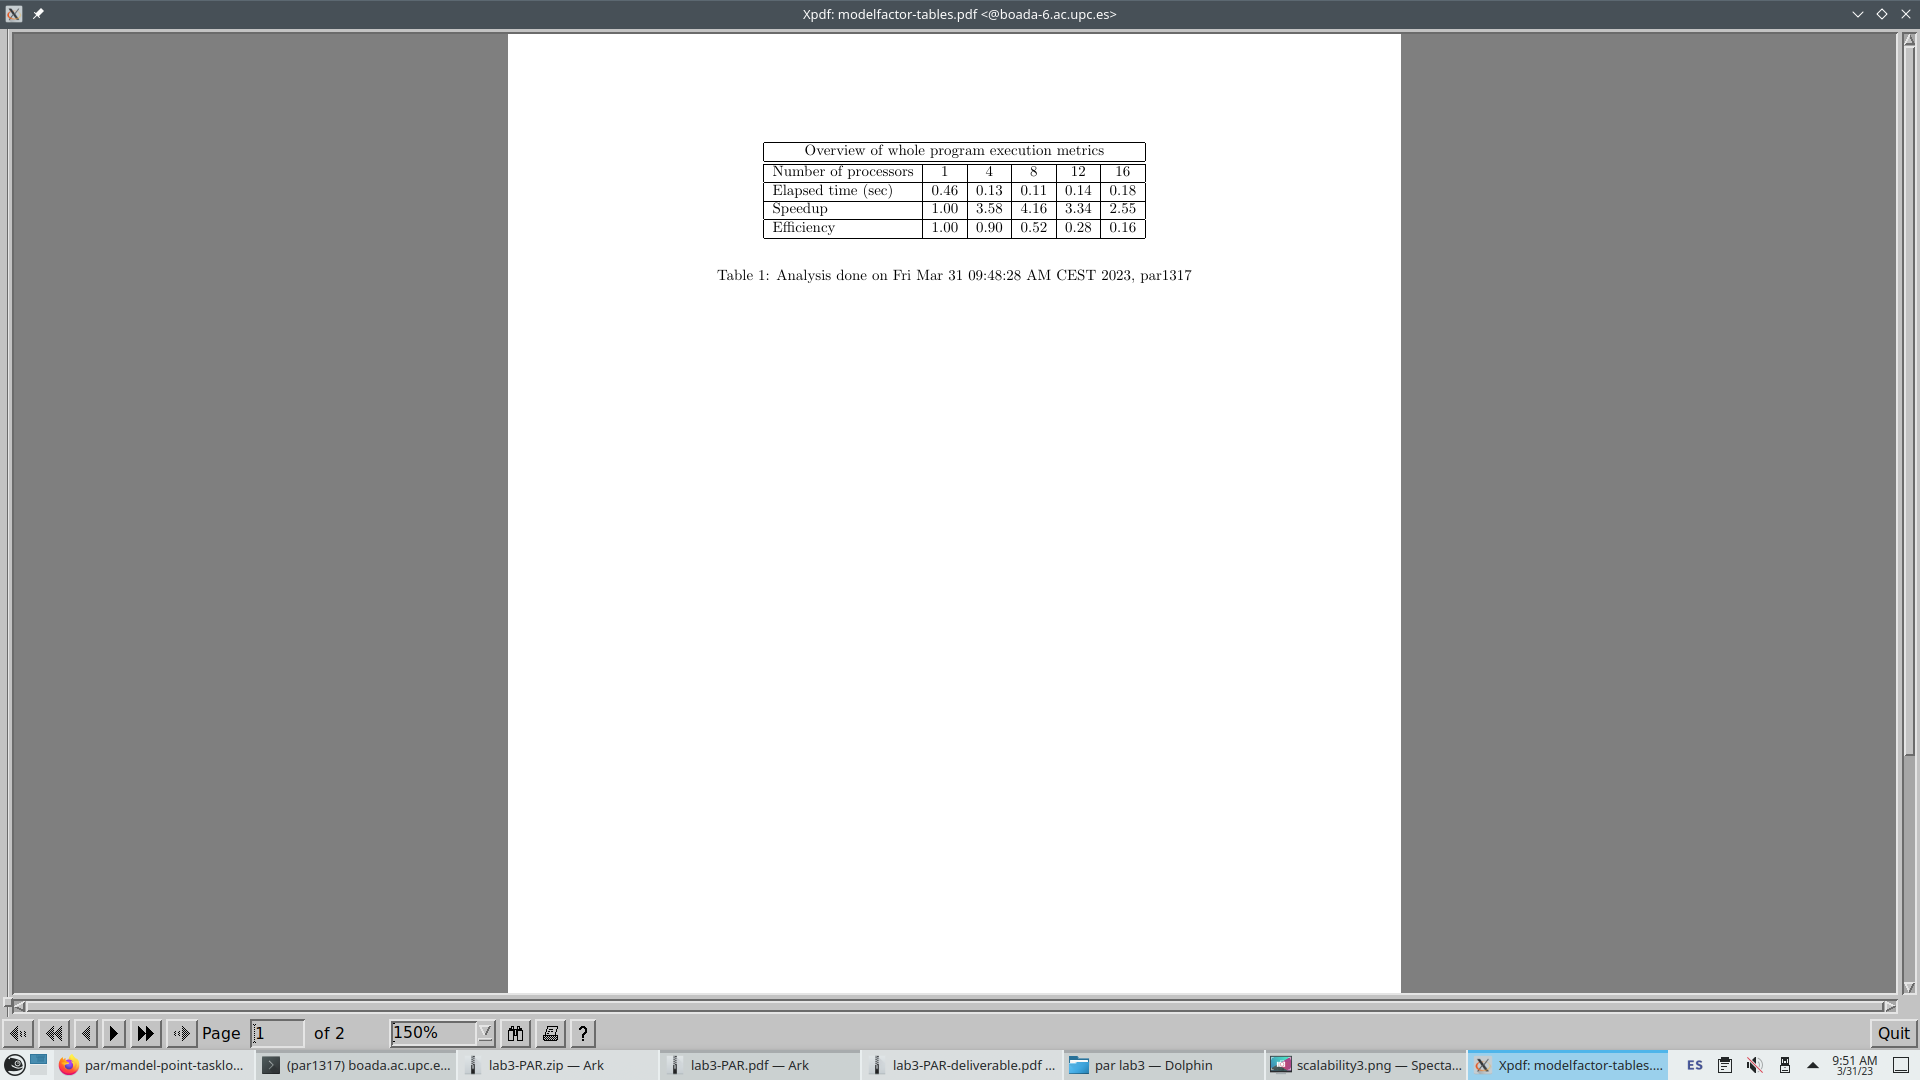 Xpdf: modelfactor-tables.pdf <@boada-6.ac.upc.es>
Overview of whole program execution metrics
Number of processors 1 4 8 12 16
Elapsed time (sec) 0.46 0.13 0.11 0.14 0.18
Speedup 1.00 3.58 4.16 3.34 2.55
Efficiency 1.00 0.90 0.52 0.28 0.16
Table 1: Analysis done on Fri Mar 31 09:48:28 AM CEST 2023, par1317
Page 1 of 2 150% ? Quit
par/mandel-point-tasklo... (par1317) boada.ac.upc.e... lab3-PAR.zip — Ark lab3-PAR.pdf — Ark lab3-PAR-deliverable.pdf ... par lab3 — Dolphin scalability3.png — Specta... Xpdf: modelfactor-tables.... ES 9:51 AM
3/31/23